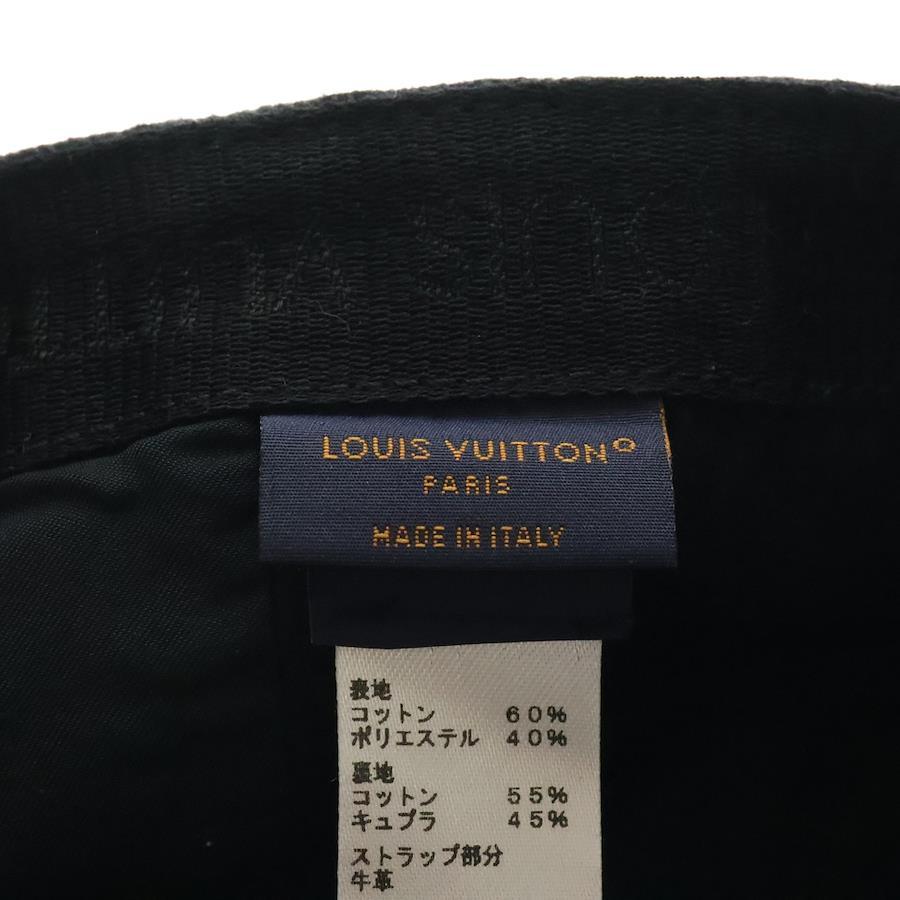 LOUIS VUITT
LOUIS VUITTON®
PARIS
MADE IN ITALY
表地
コットン 60%
ポリエステル 40%
裏地
コットン 55%
キュプラ 45%
ストラップ部分
牛革